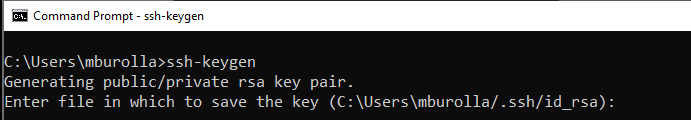 Command Prompt - ssh-keygen
C:\Users\mburolla>ssh-keygen
Generating public/private rsa key pair.
Enter file in which to save the key (C:\Users\mburolla/.ssh/id_rsa):